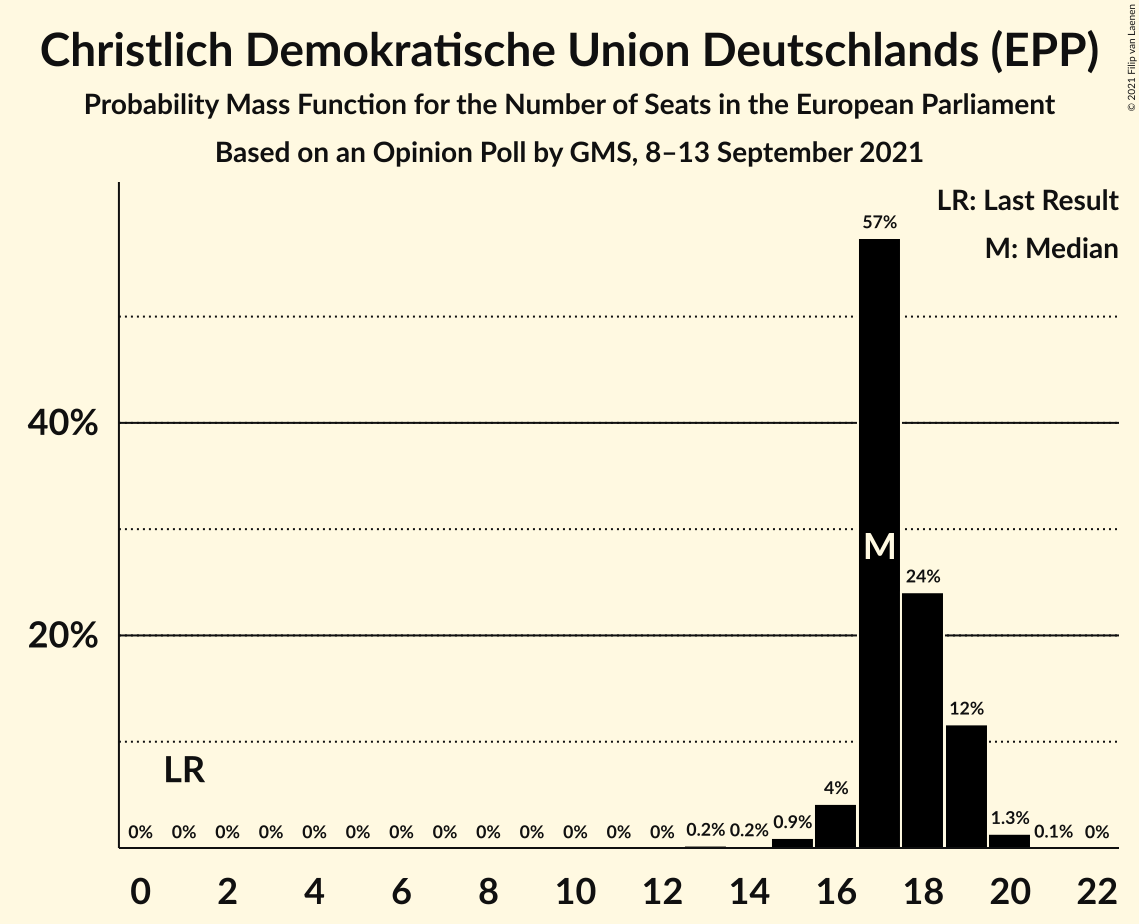 Christlich Demokratische Union Deutschlands (EPP)
Probability Mass Function for the Number of Seats in the European Parliament
Based on an Opinion Poll by GMS, 8–13 September 2021
© 2021 Filip van Laenen
LR: Last Result
M: Median
57%
40%
M
24%
20%
12%
LR
4%
0% 0% 0% 0% 0% 0% 0% 0% 0% 0% 0% 0% 0% 0.2% 0.2% 0.9% 1.3% 0.1% 0%
0 2 4 6 8 10 12 14 16 18 20 22